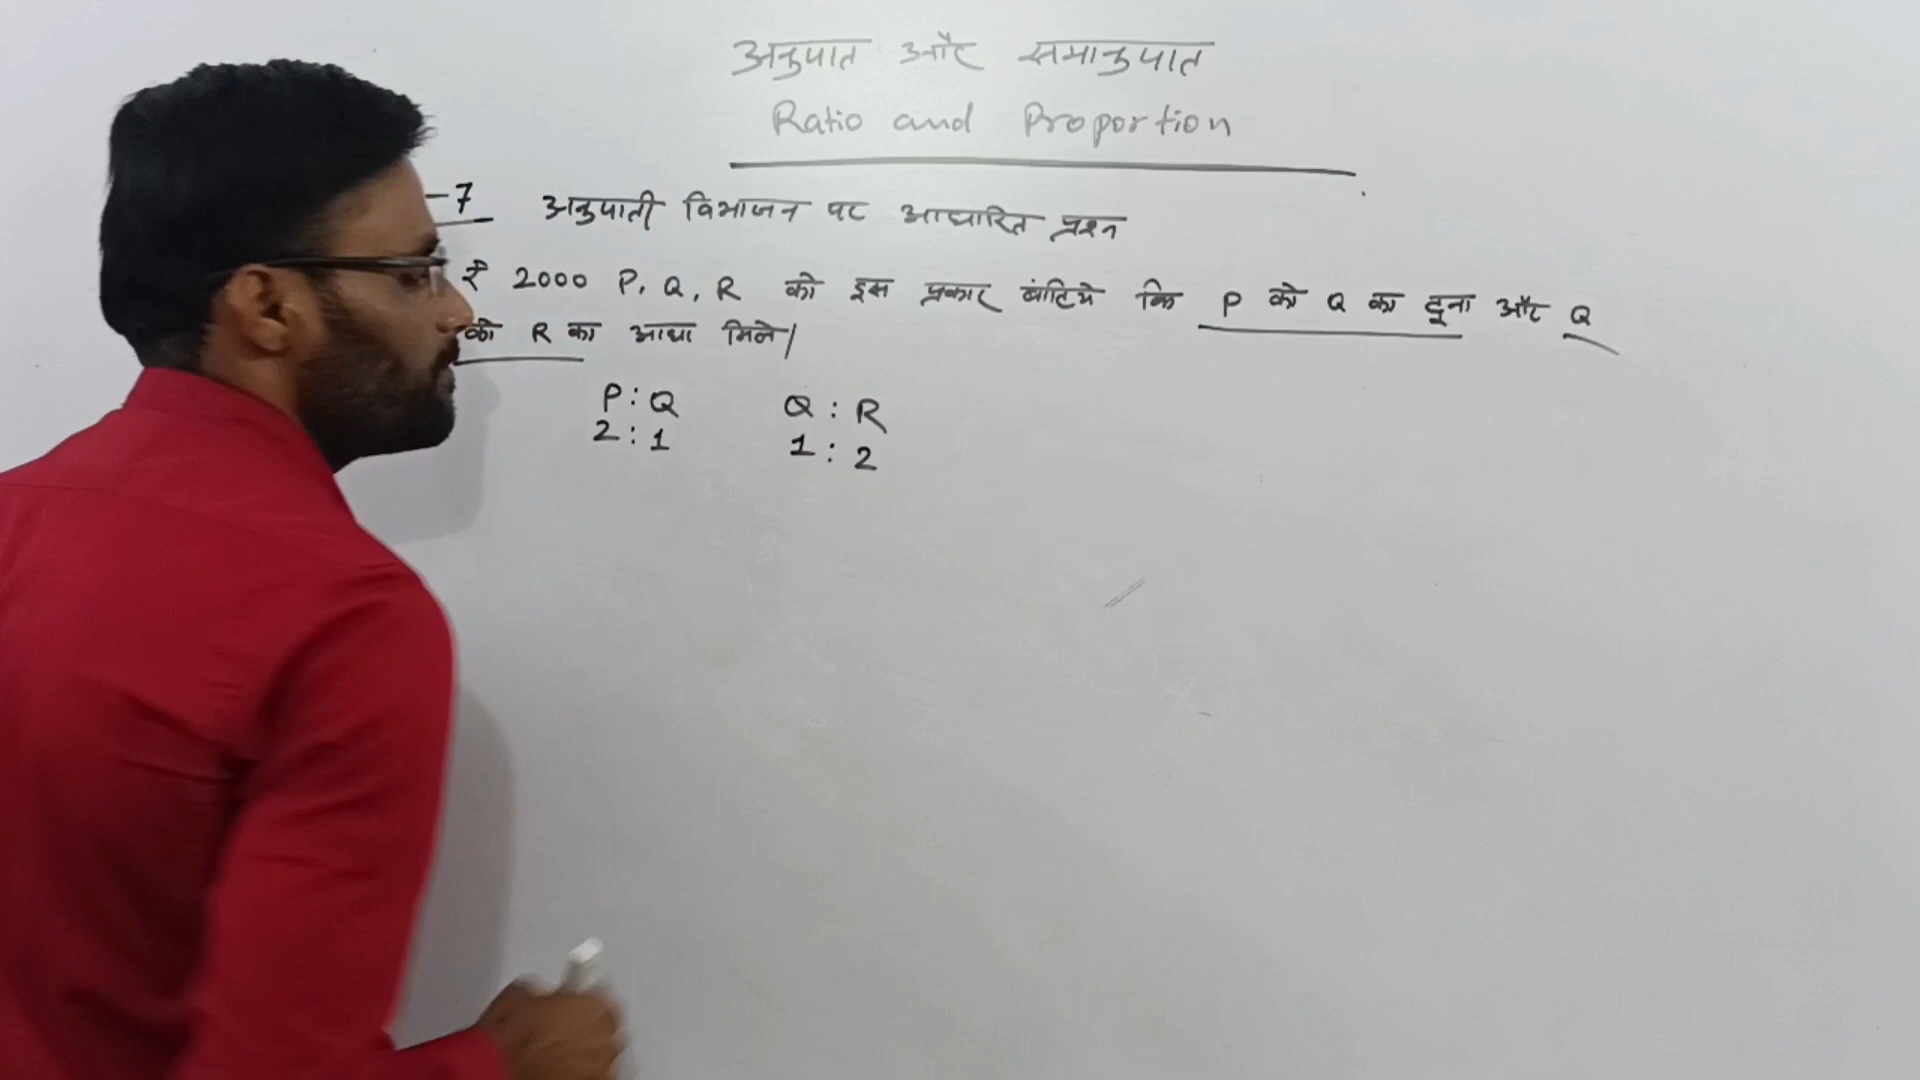 अनुपात और समानुपात
Ratio and Proportion
-7 अनुपाती विभाजन पर आधारित प्रश्न
₹ 2000 P, Q, R को इस प्रकार बांटिये कि P को Q का दूना और Q
को R का आधा मिले।
P : Q Q : R
2 : 1 1 : 2